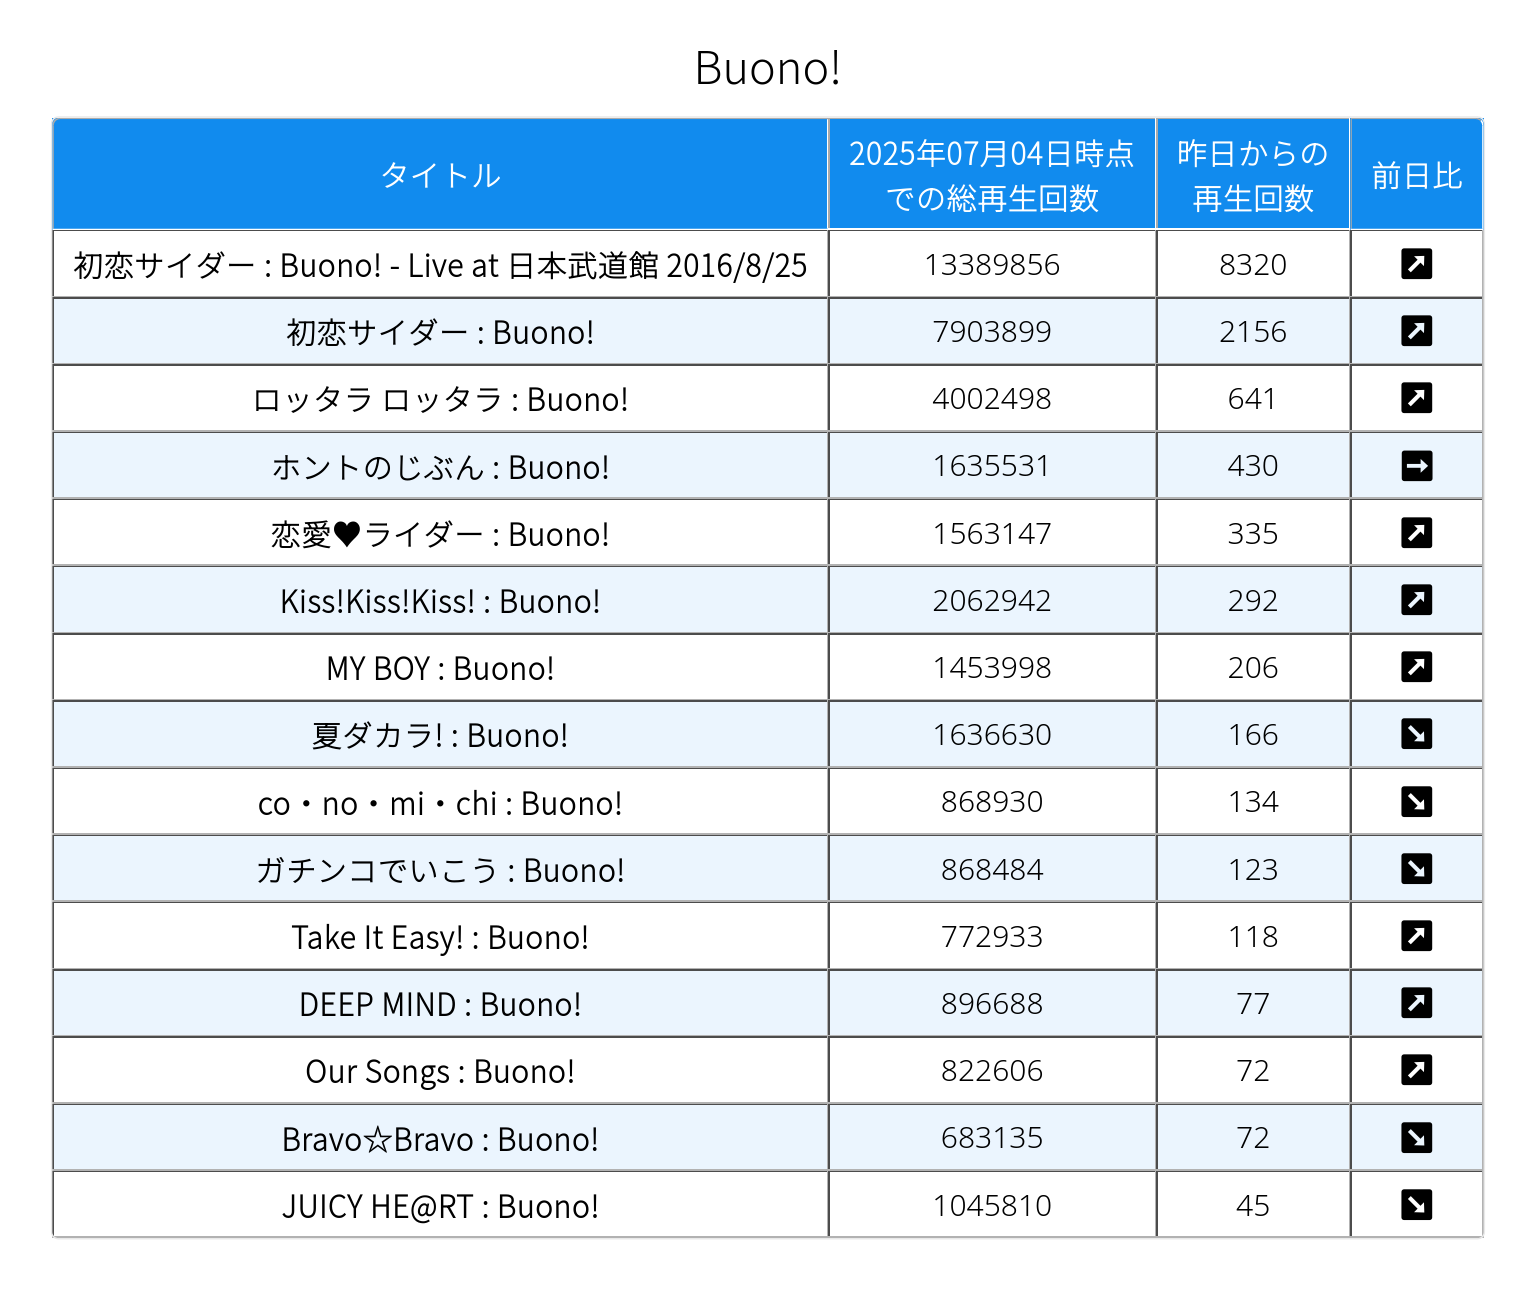 Buono!
タイトル 2025年07月04日時点での総再生回数 昨日からの再生回数 前日比
初恋サイダー : Buono! - Live at 日本武道館 2016/8/25 13389856 8320 ↗
初恋サイダー : Buono! 7903899 2156 ↗
ロッタラ ロッタラ : Buono! 4002498 641 ↗
ホントのじぶん : Buono! 1635531 430 →
恋愛♥ライダー : Buono! 1563147 335 ↗
Kiss!Kiss!Kiss! : Buono! 2062942 292 ↗
MY BOY : Buono! 1453998 206 ↗
夏ダカラ! : Buono! 1636630 166 ↘
co・no・mi・chi : Buono! 868930 134 ↘
ガチンコでいこう : Buono! 868484 123 ↘
Take It Easy! : Buono! 772933 118 ↗
DEEP MIND : Buono! 896688 77 ↗
Our Songs : Buono! 822606 72 ↗
Bravo☆Bravo : Buono! 683135 72 ↘
JUICY HE@RT : Buono! 1045810 45 ↘